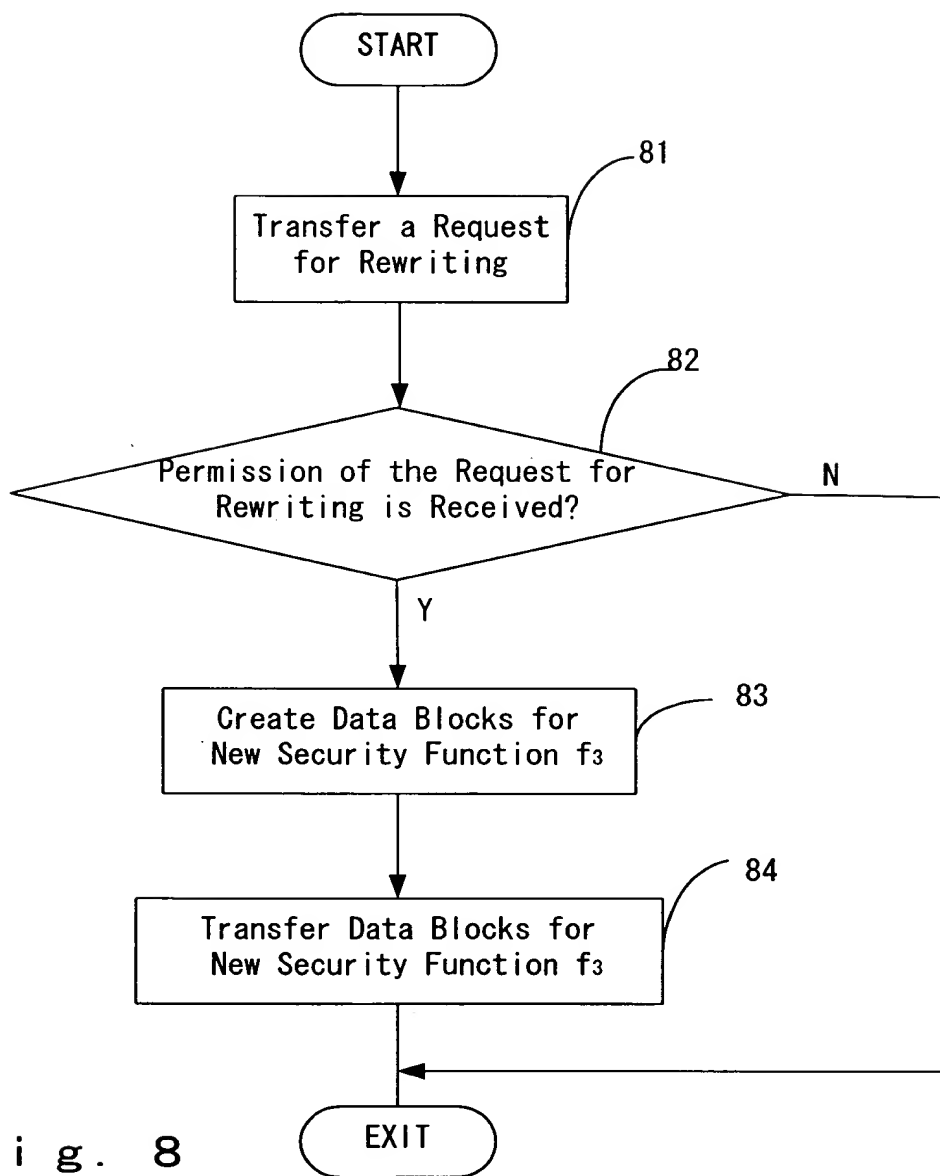 START
81
Transfer a Request
for Rewriting
82
Permission of the Request for
Rewriting is Received?
N
Y
83
Create Data Blocks for
New Security Function f₃
84
Transfer Data Blocks for
New Security Function f₃
EXIT
i g . 8